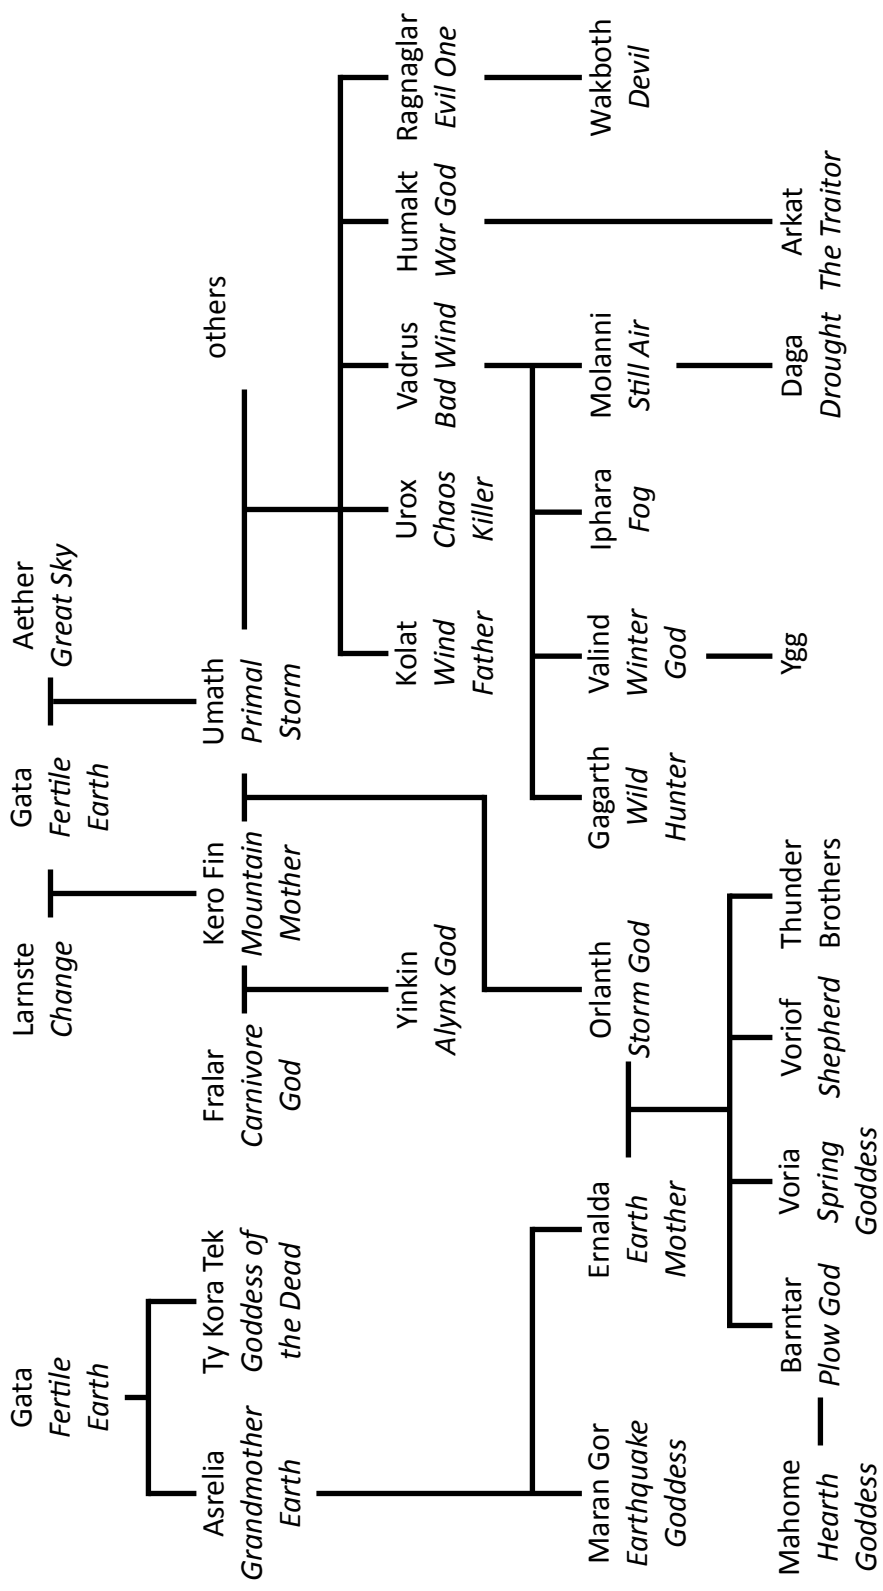 Gata
Fertile
Earth
Larnste
Change
Gata
Fertile
Earth
Aether
Great Sky
Asrelia
Grandmother
Earth
Ty Kora Tek
Goddess of
the Dead
Fralar
Carnivore
God
Kero Fin
Mountain
Mother
Umath
Primal
Storm
others
Yinkin
Alynx God
Kolat
Wind
Father
Urox
Chaos
Killer
Vadrus
Bad Wind
Humakt
War God
Ragnaglar
Evil One
Maran Gor
Earthquake
Goddess
Ernalda
Earth
Mother
Orlanth
Storm God
Gagarth
Wild
Hunter
Valind
Winter
God
Iphara
Fog
Molanni
Still Air
Wakboth
Devil
Mahome
Hearth
Goddess
Barntar
Plow God
Voria
Spring
Goddess
Voriof
Shepherd
Thunder
Brothers
Ygg
Daga
Drought
Arkat
The Traitor